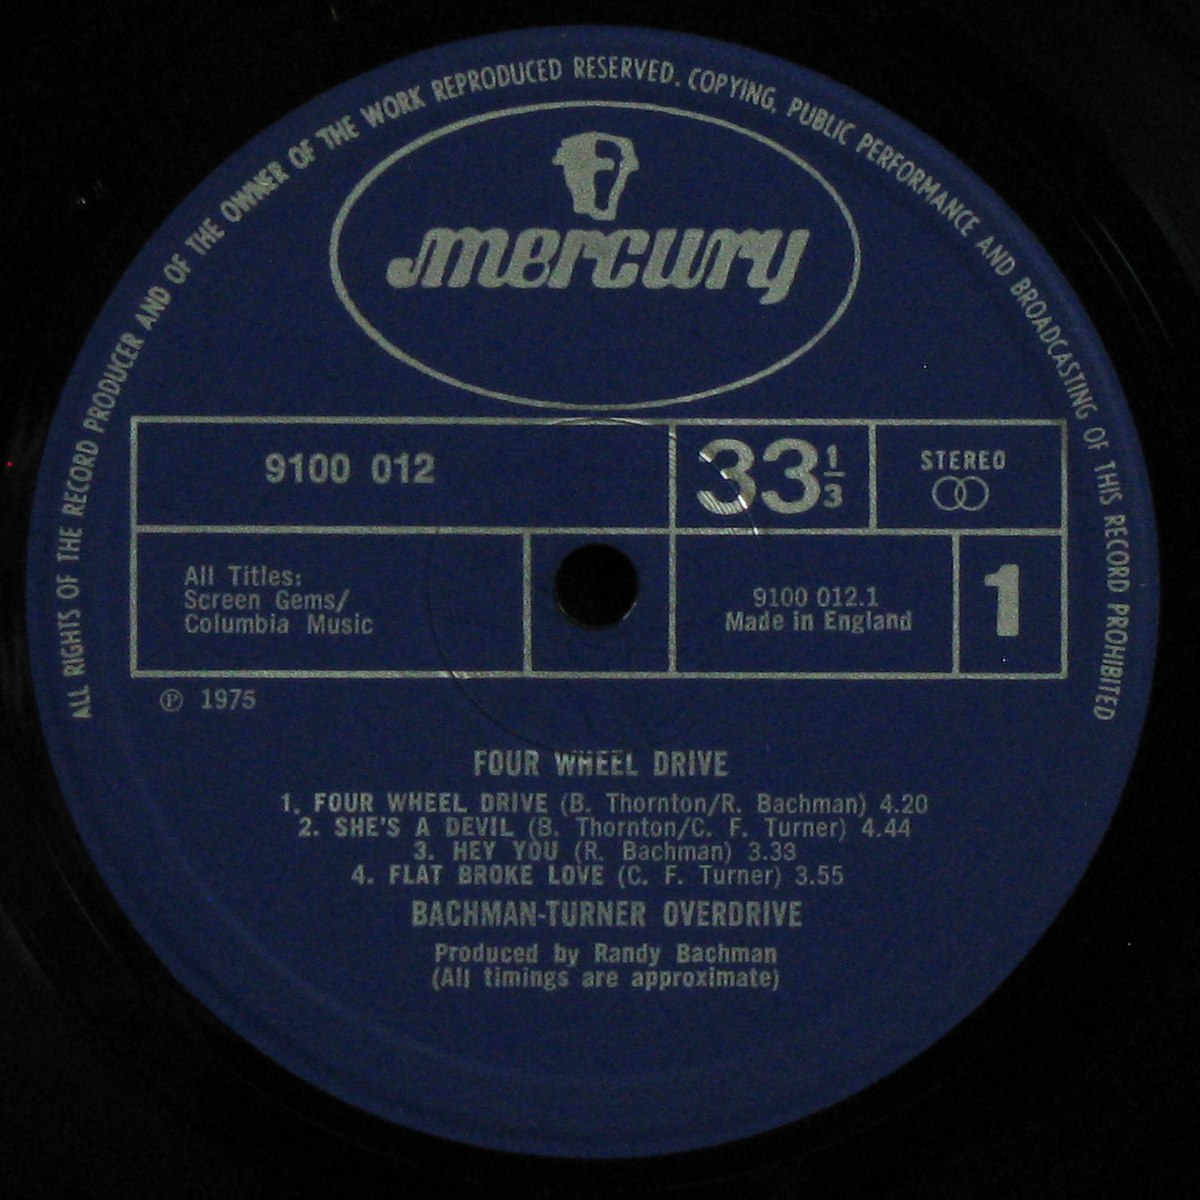 ALL RIGHTS OF THE RECORD PRODUCER AND OF THE OWNER OF THE WORK REPRODUCED RESERVED. COPYING, PUBLIC PERFORMANCE AND BROADCASTING OF THIS RECORD PROHIBITED
mercury
9100 012
33 1/3
STEREO
All Titles:
Screen Gems/
Columbia Music
9100 012.1
Made in England
1
℗ 1975
FOUR WHEEL DRIVE
1. FOUR WHEEL DRIVE (B. Thornton/R. Bachman) 4.20
2. SHE'S A DEVIL (B. Thornton/C. F. Turner) 4.44
3. HEY YOU (R. Bachman) 3.33
4. FLAT BROKE LOVE (C. F. Turner) 3.55
BACHMAN-TURNER OVERDRIVE
Produced by Randy Bachman
(All timings are approximate)